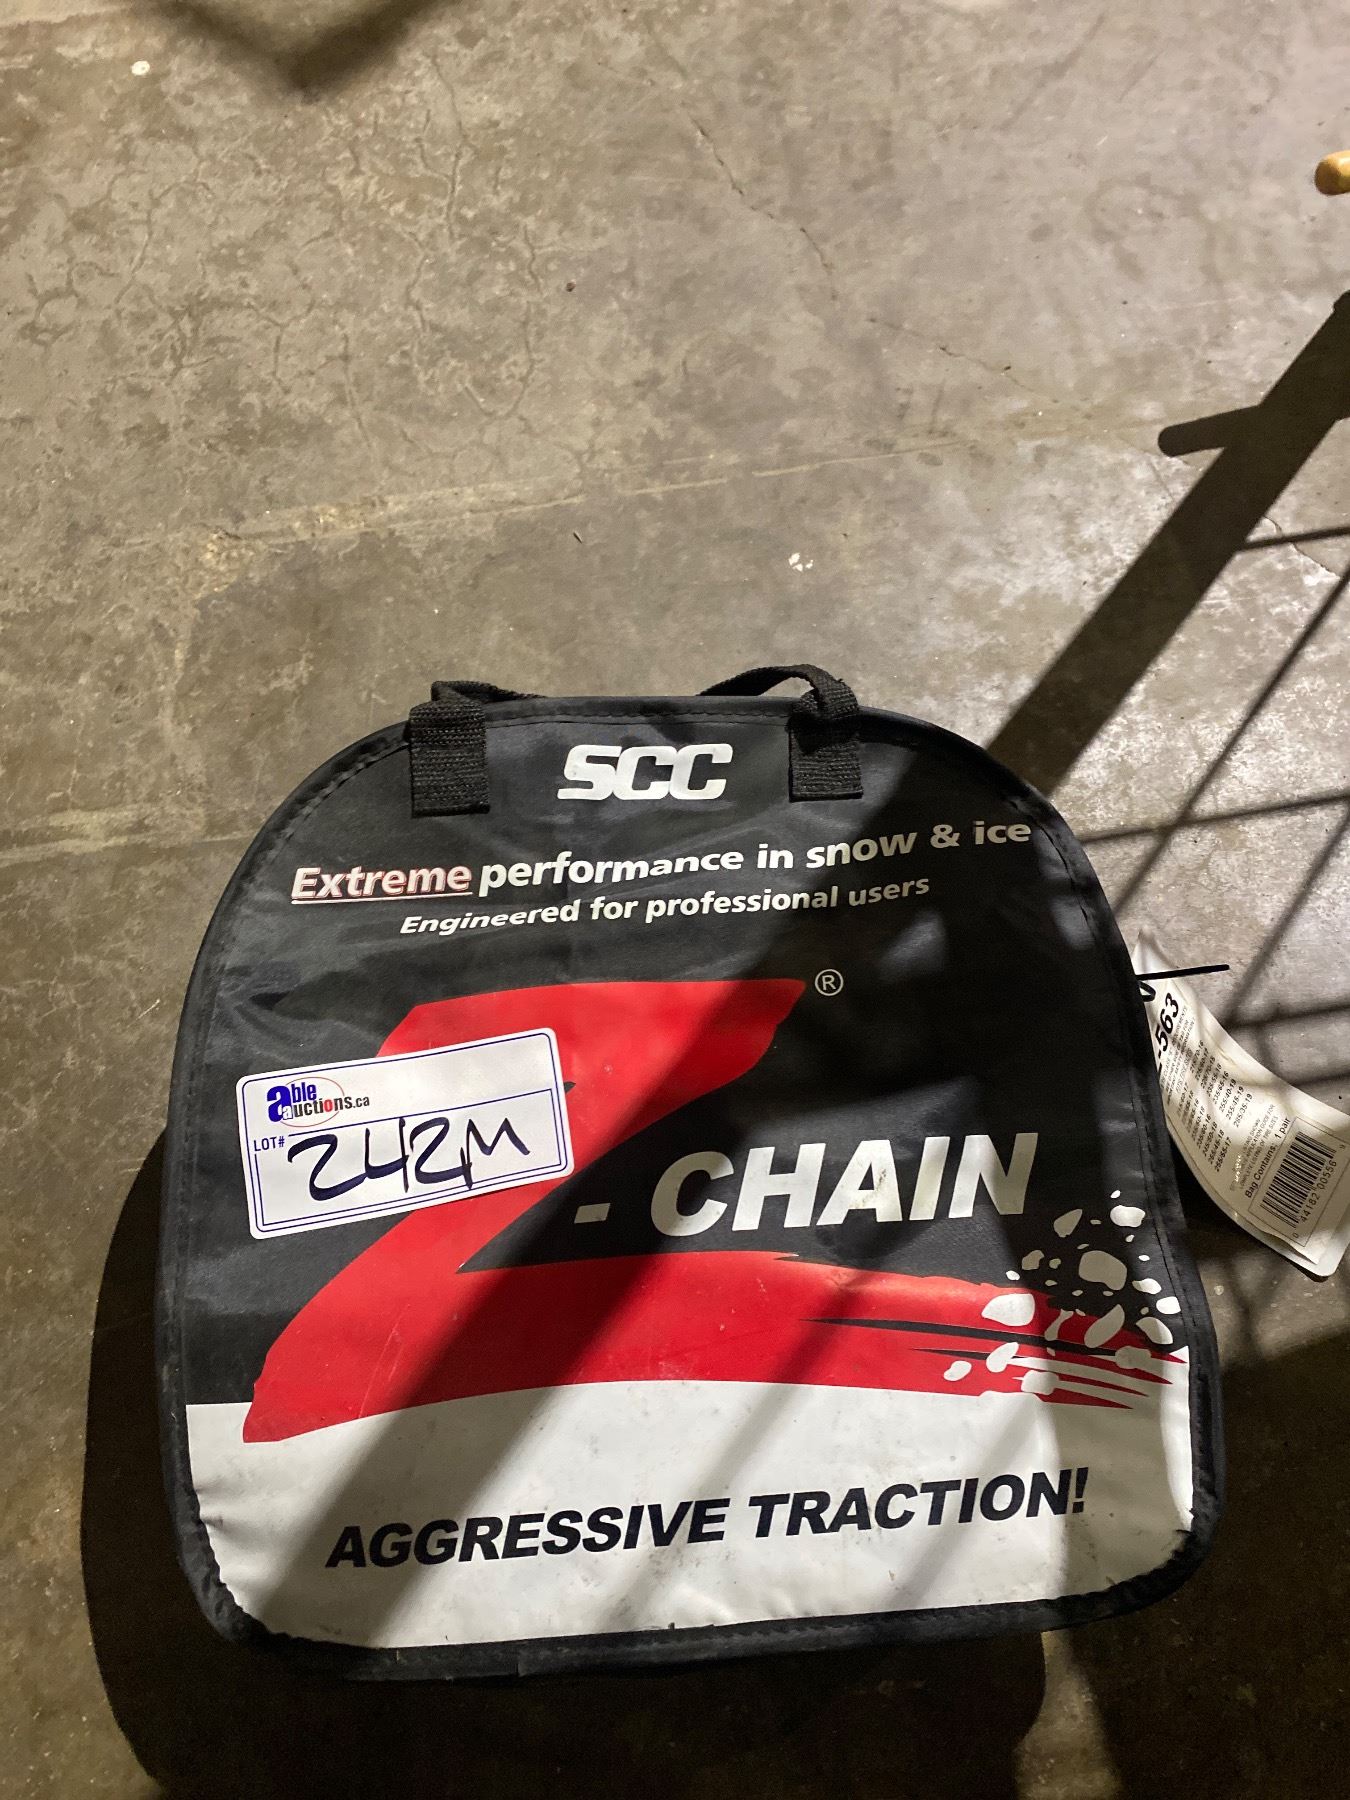 SCC
Extreme performance in snow & ice
Engineered for professional users
Z®
- CHAIN
able
auctions.ca
LOT#
242M
AGGRESSIVE TRACTION!
-563
Bag Contains 1 pair